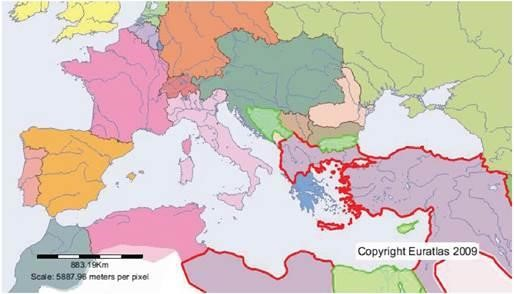 883.19Km
Scale: 5887.96 meters per pixel
Copyright Euratlas 2009